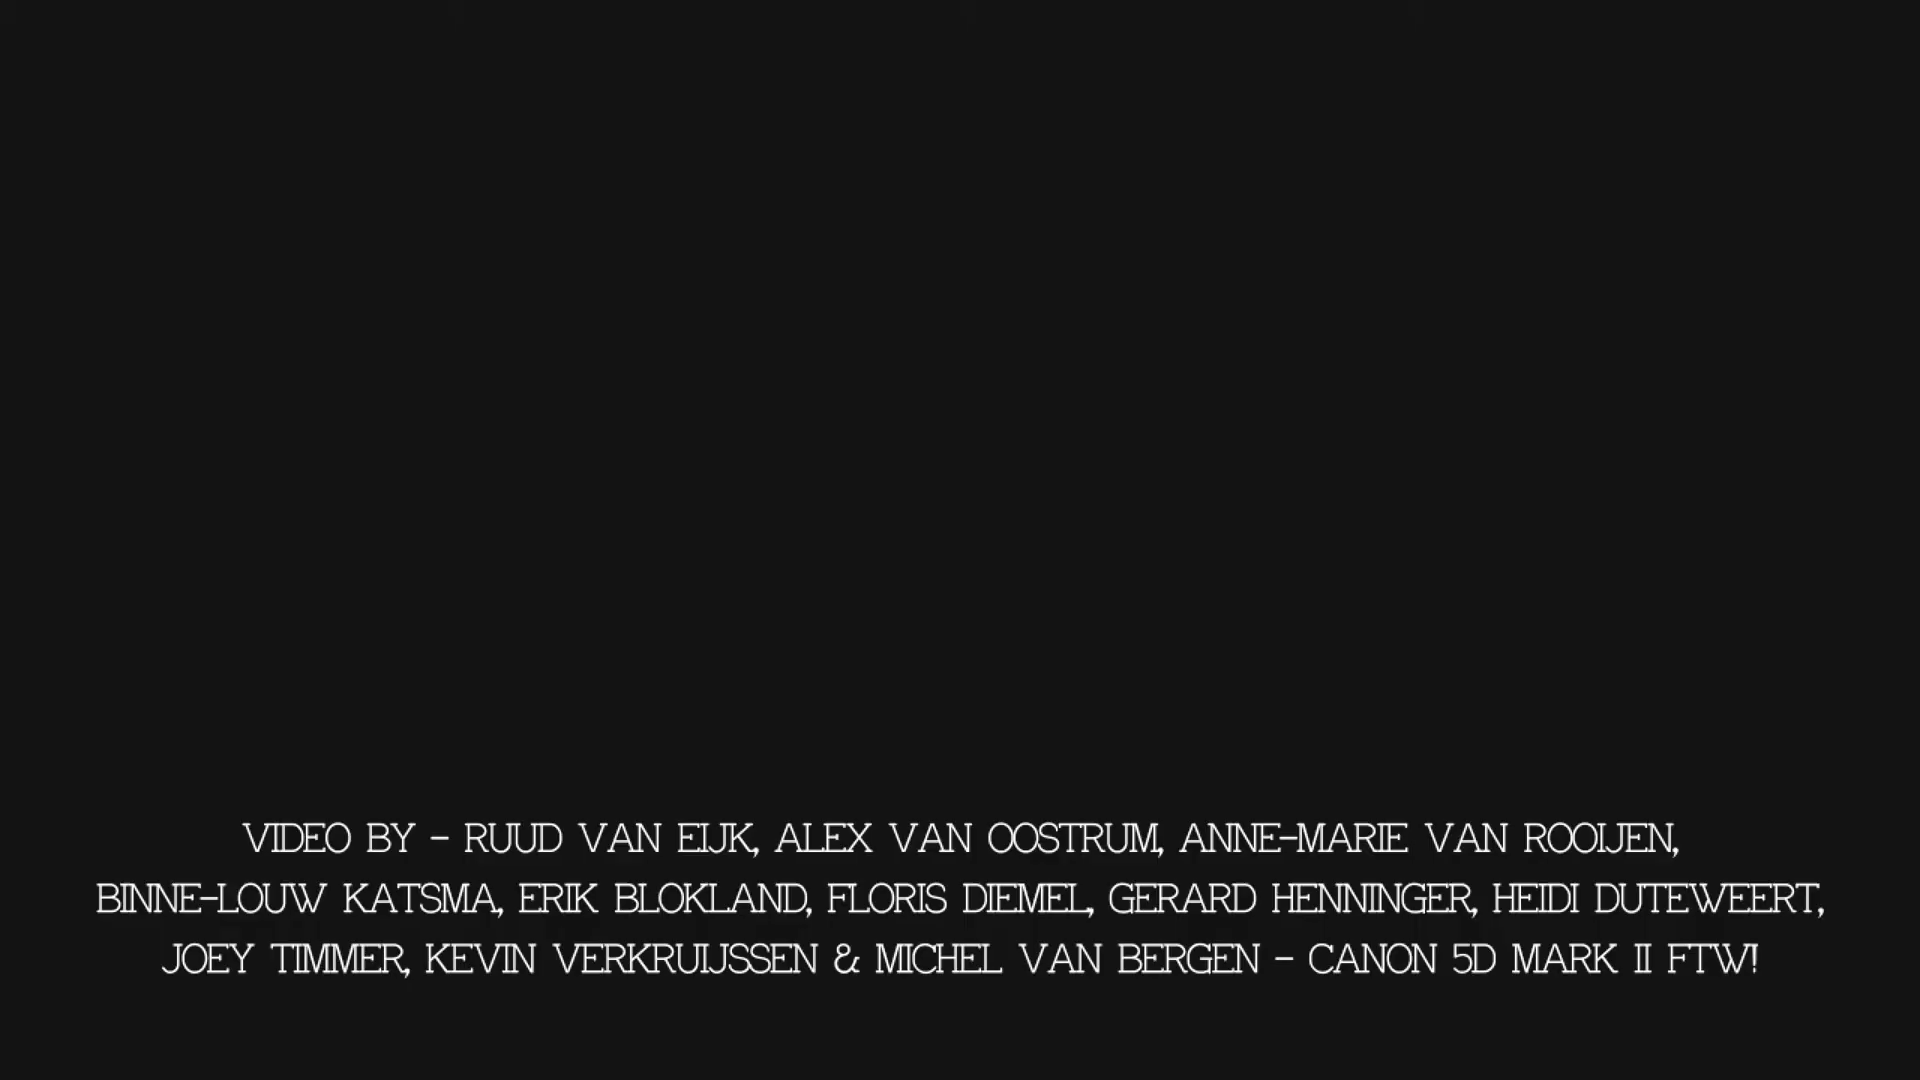 VIDEO BY - RUUD VAN EIJK, ALEX VAN OOSTRUM, ANNE-MARIE VAN ROOIJEN,
BINNE-LOUW KATSMA, ERIK BLOKLAND, FLORIS DIEMEL, GERARD HENNINGER, HEIDI DUTEWEERT,
JOEY TIMMER, KEVIN VERKRUIJSSEN & MICHEL VAN BERGEN - CANON 5D MARK II FTW!